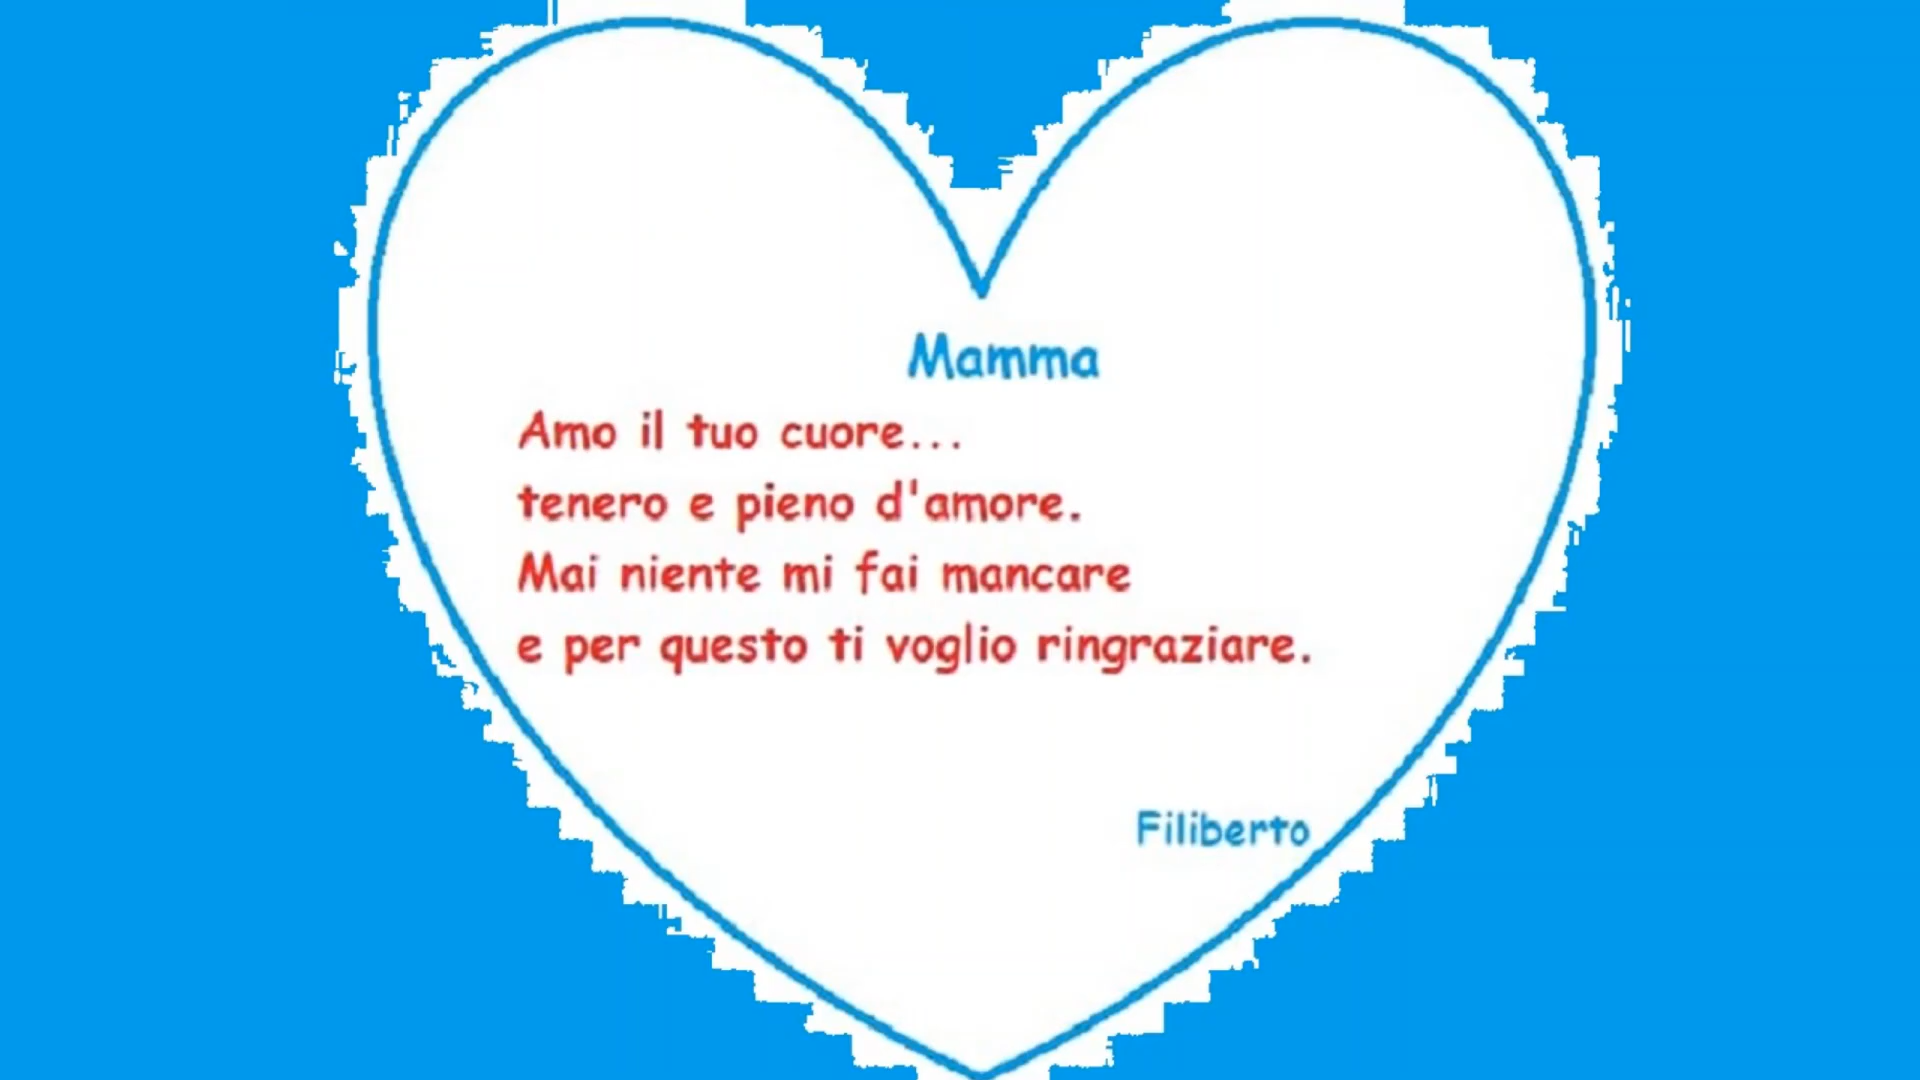 Mamma
Amo il tuo cuore...
tenero e pieno d'amore.
Mai niente mi fai mancare
e per questo ti voglio ringraziare.
Filiberto